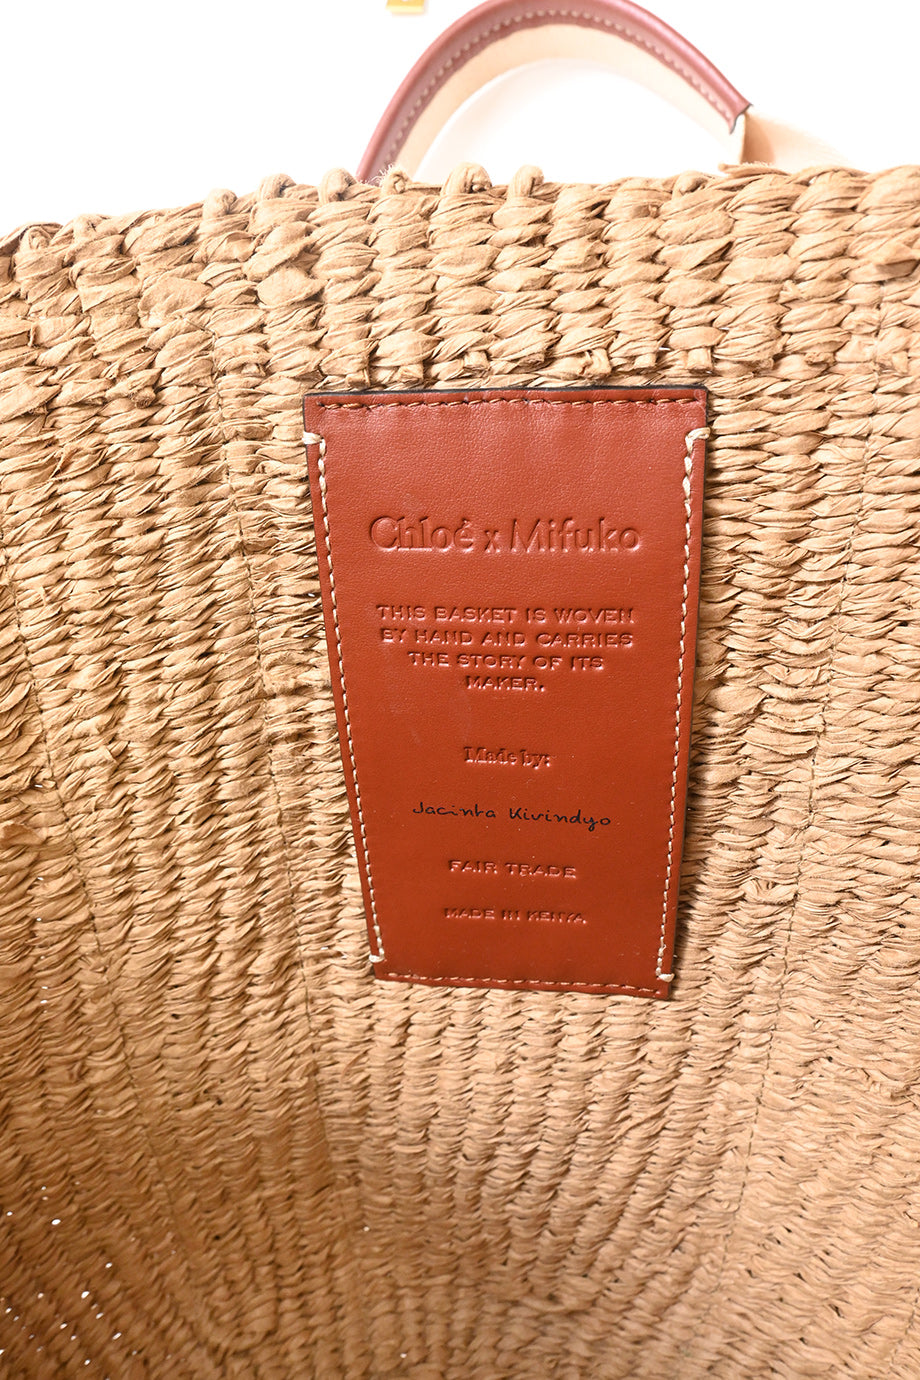 Chloé x Mifuko
THIS BASKET IS WOVEN
BY HAND AND CARRIES
THE STORY OF ITS
MAKER.
Made by:
Jacinta Kivindyo
FAIR TRADE
MADE IN KENYA.